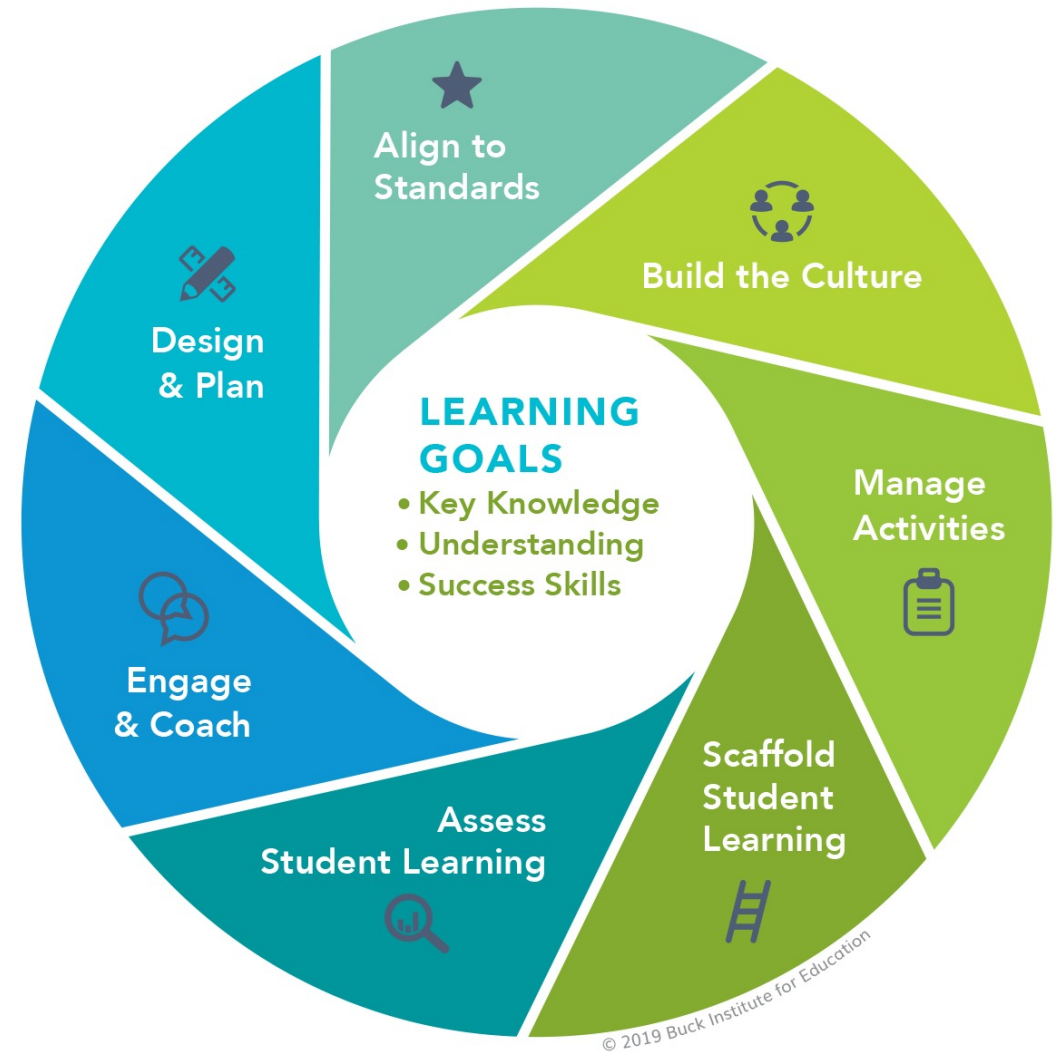 Align to
Standards
Build the Culture
Design
& Plan
LEARNING
GOALS
• Key Knowledge
• Understanding
• Success Skills
Manage
Activities
Engage
& Coach
Scaffold
Student
Learning
Assess
Student Learning
© 2019 Buck Institute for Education